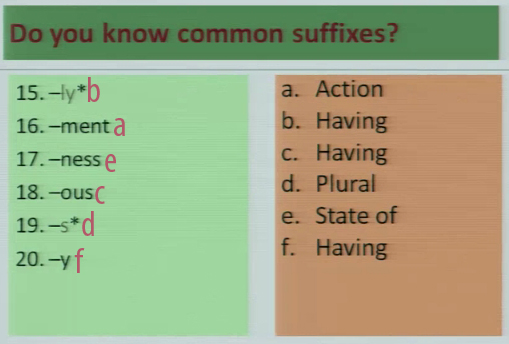 Do you know common suffixes?
15. –ly* b
16. –ment a
17. –ness e
18. –ous c
19. –s* d
20. –y f
a. Action
b. Having
c. Having
d. Plural
e. State of
f. Having